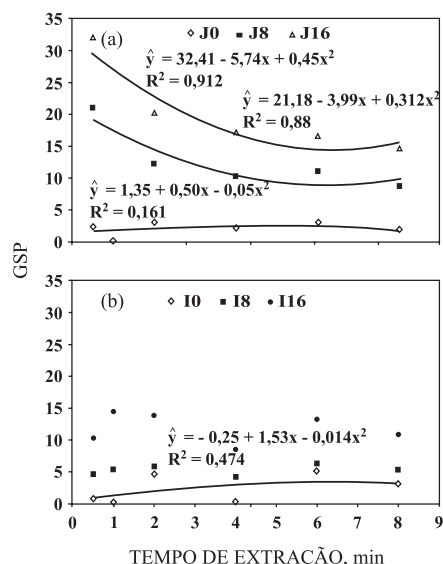 35
(a) J0 J8 J16
30
ŷ = 32,41 - 5,74x + 0,45x²
R² = 0,912
25
ŷ = 21,18 - 3,99x + 0,312x²
R² = 0,88
20
15
10
ŷ = 1,35 + 0,50x - 0,05x²
R² = 0,161
5
0
GSP
35
(b) I0 I8 I16
30
25
20
15
10
ŷ = - 0,25 + 1,53x - 0,014x²
R² = 0,474
5
0
0 1 2 3 4 5 6 7 8 9
TEMPO DE EXTRAÇÃO, min